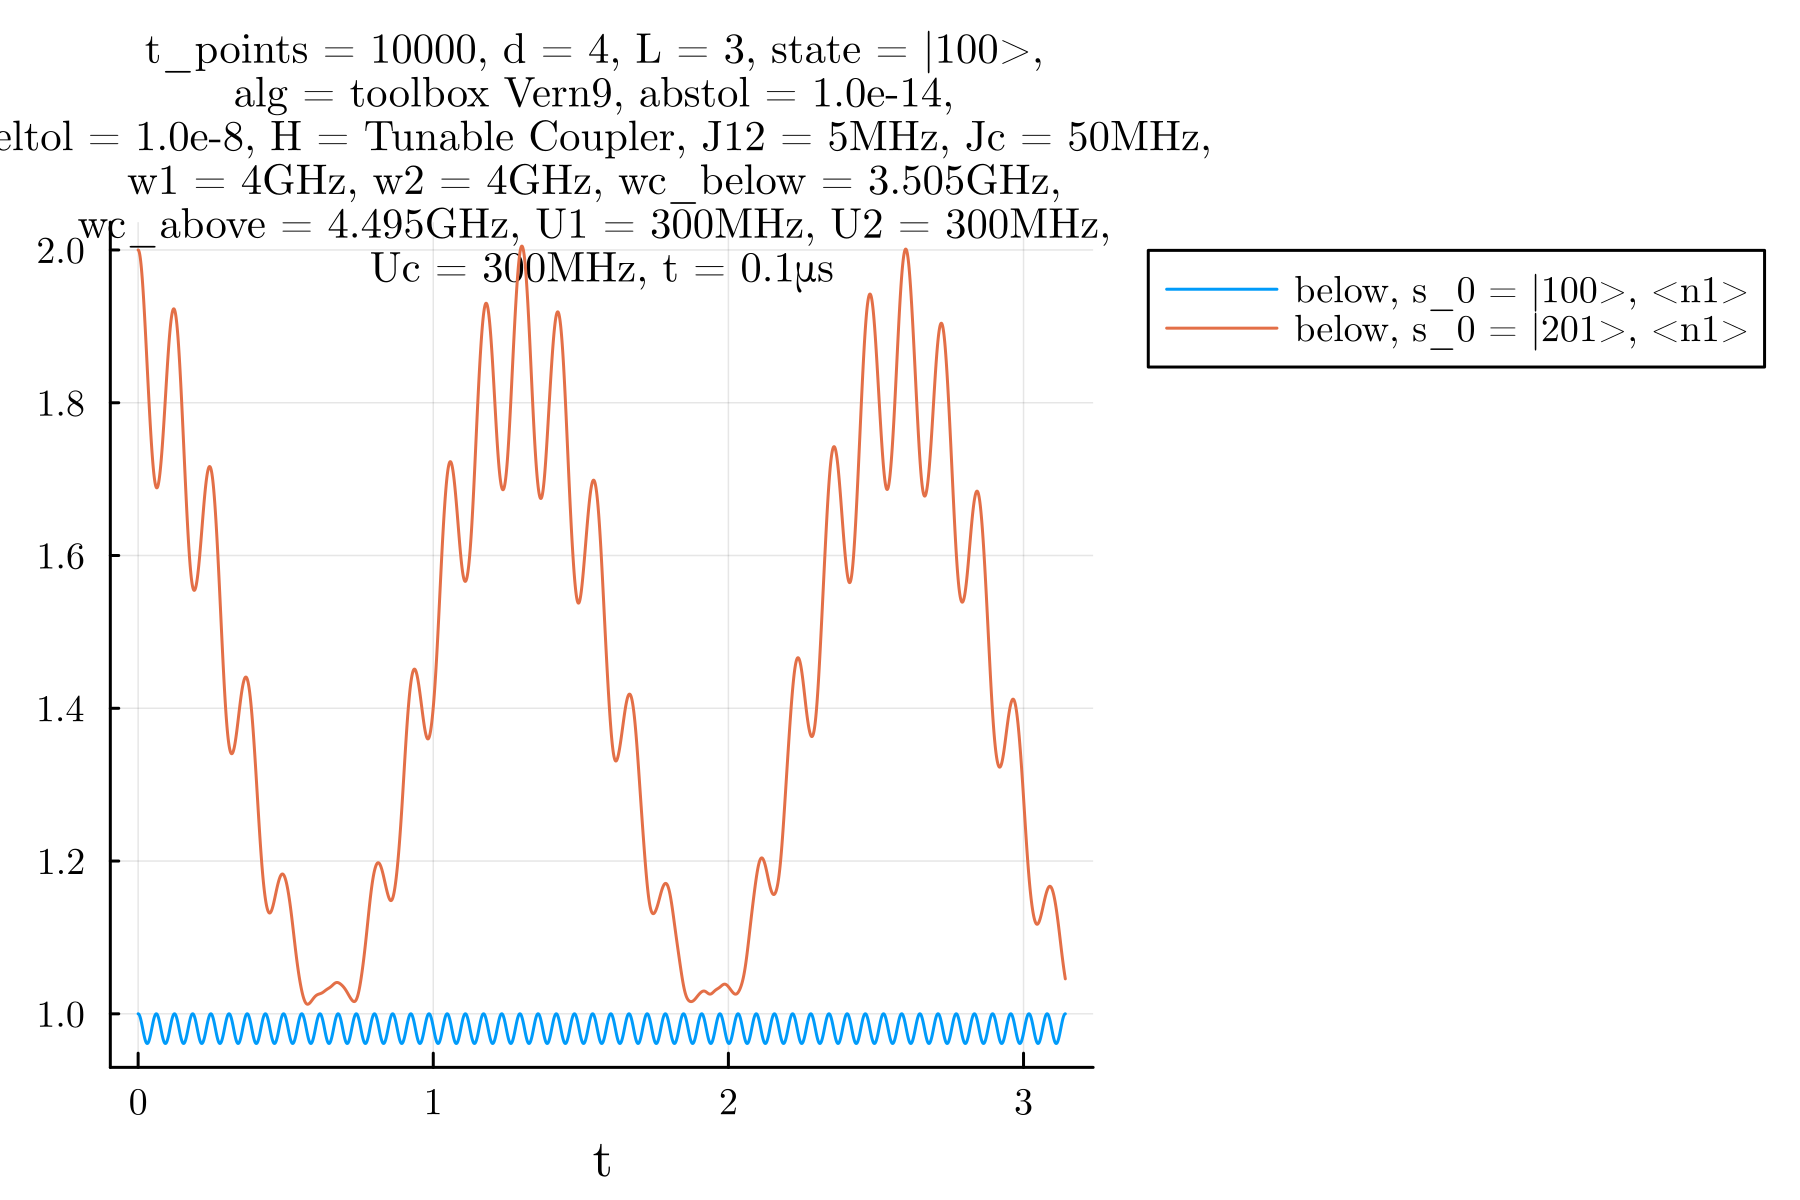 t_points = 10000, d = 4, L = 3, state = |100>,
alg = toolbox Vern9, abstol = 1.0e-14,
eltol = 1.0e-8, H = Tunable Coupler, J12 = 5MHz, Jc = 50MHz,
w1 = 4GHz, w2 = 4GHz, wc_below = 3.505GHz,
wc_above = 4.495GHz, U1 = 300MHz, U2 = 300MHz,
Uc = 300MHz, t = 0.1μs
below, s_0 = |100>, <n1>
below, s_0 = |201>, <n1>
2.0
1.8
1.6
1.4
1.2
1.0
0 1 2 3
t